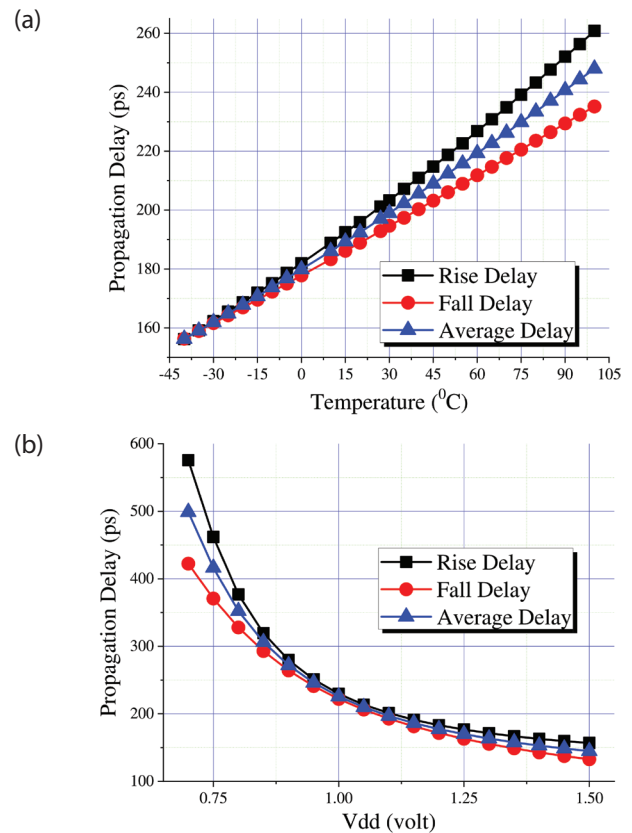 (a)
260
240
220
200
180
160
Propagation Delay (ps)
Rise Delay
Fall Delay
Average Delay
-45 -30 -15 0 15 30 45 60 75 90 105
Temperature (⁰C)
(b)
600
500
400
300
200
100
Propagation Delay (ps)
Rise Delay
Fall Delay
Average Delay
0.75 1.00 1.25 1.50
Vdd (volt)